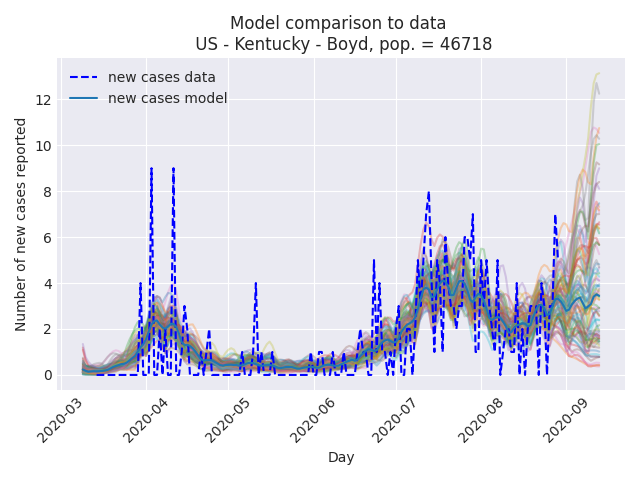 Model comparison to data
US - Kentucky - Boyd, pop. = 46718
new cases data
new cases model
Number of new cases reported
12
10
8
6
4
2
0
2020-03
2020-04
2020-05
2020-06
2020-07
2020-08
2020-09
Day